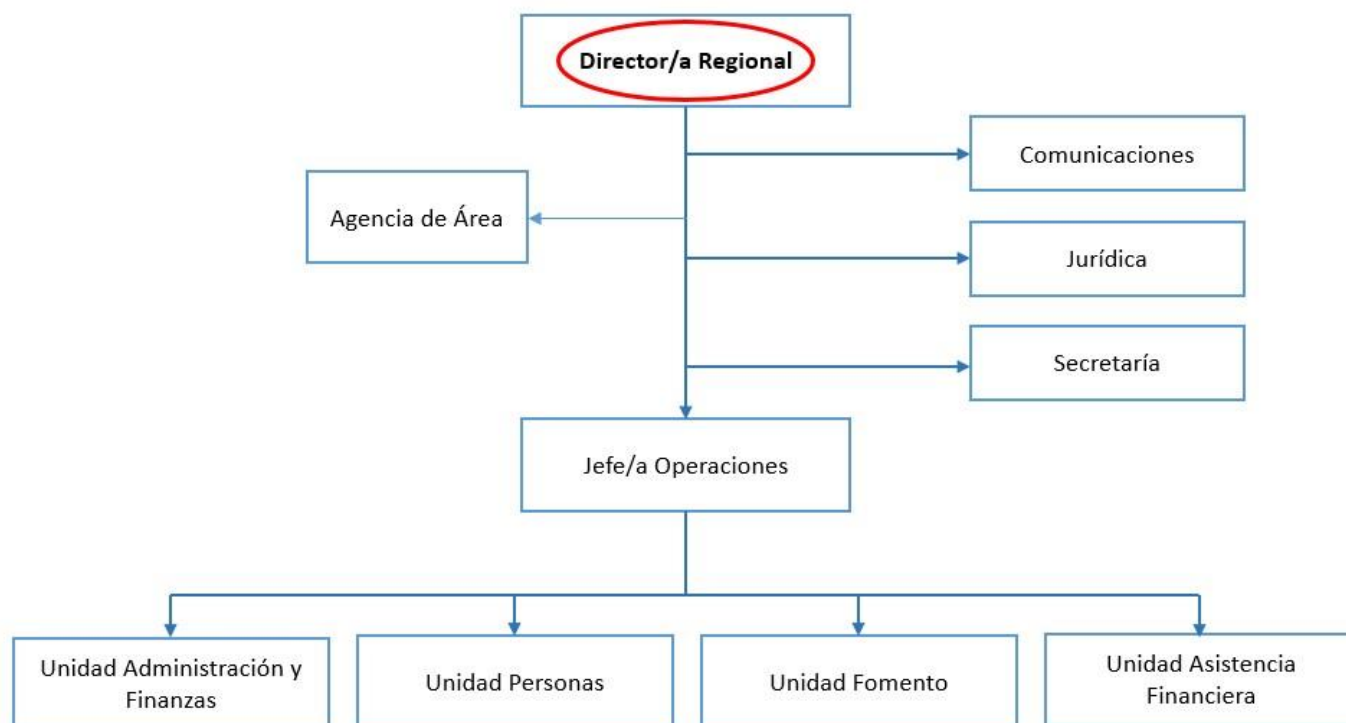 Director/a Regional
Comunicaciones
Agencia de Área
Jurídica
Secretaría
Jefe/a Operaciones
Unidad Administración y
Finanzas
Unidad Personas
Unidad Fomento
Unidad Asistencia
Financiera